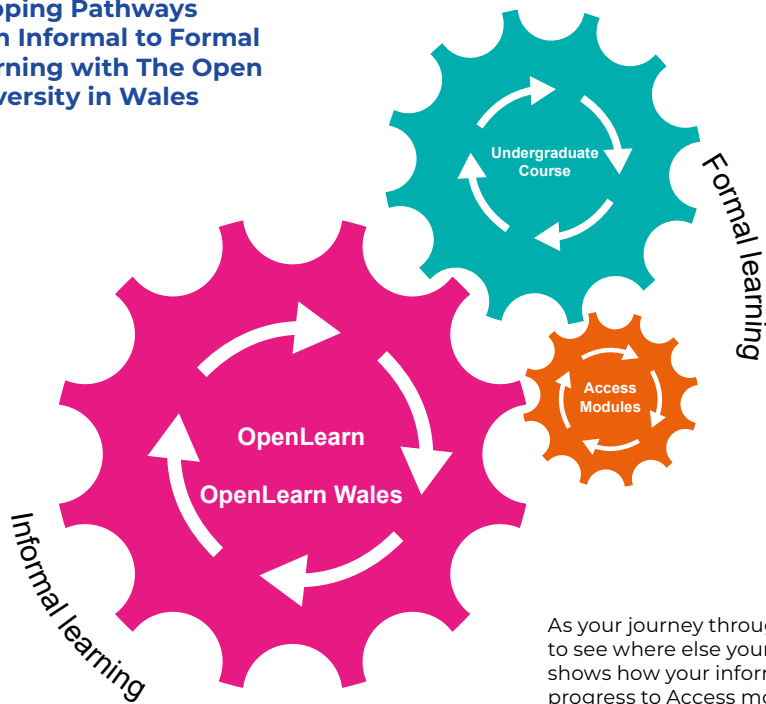 n Informal to Formal
rning with The Open
versity in Wales
Undergraduate
Course
Formal learning
Access
Modules
OpenLearn
OpenLearn Wales
Informal learning
As your journey throug
to see where else your
shows how your inform
progress to Access mo